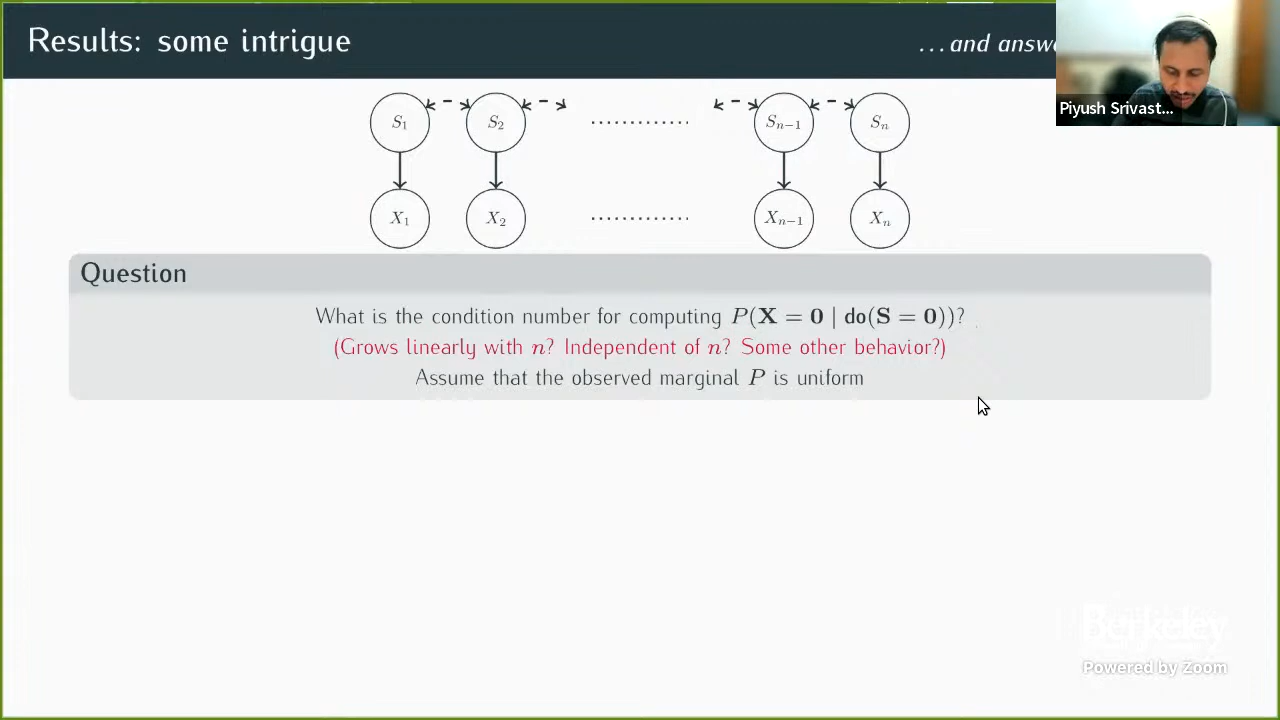 Results: some intrigue
...and answe
Piyush Srivast...
S₁ S₂ ............ Sₙ₋₁ Sₙ
X₁ X₂ ............ Xₙ₋₁ Xₙ
Question
What is the condition number for computing P(X = 0 | do(S = 0))?
(Grows linearly with n? Independent of n? Some other behavior?)
Assume that the observed marginal P is uniform
Berkeley
Powered by Zoom